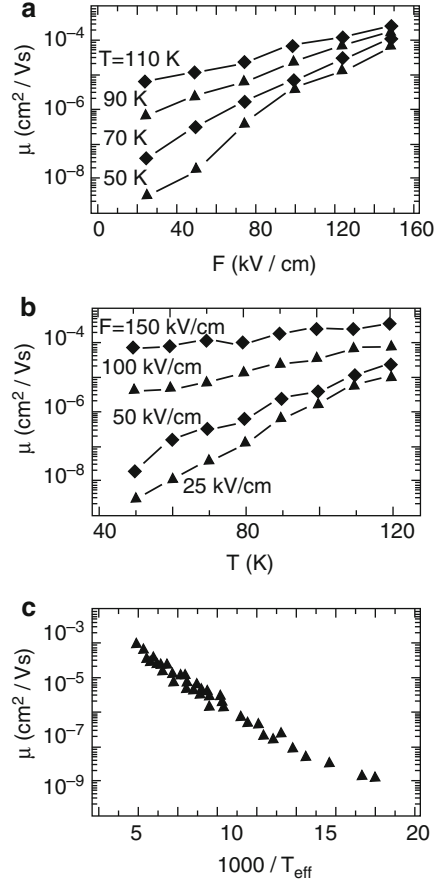 a
10⁻⁴
T=110 K
90 K
10⁻⁶
70 K
50 K
10⁻⁸
μ (cm² / Vs)
0 40 80 120 160
F (kV / cm)
b
F=150 kV/cm
10⁻⁴
100 kV/cm
10⁻⁶
50 kV/cm
10⁻⁸
25 kV/cm
μ (cm² / Vs)
40 60 80 100 120
T (K)
c
10⁻³
10⁻⁵
10⁻⁷
10⁻⁹
μ (cm² / Vs)
5 10 15 20
1000 / Teff